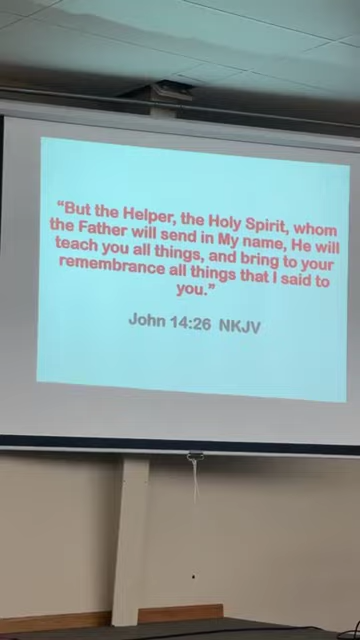 “But the Helper, the Holy Spirit, whom
the Father will send in My name, He will
teach you all things, and bring to your
remembrance all things that I said to
you.”
John 14:26 NKJV